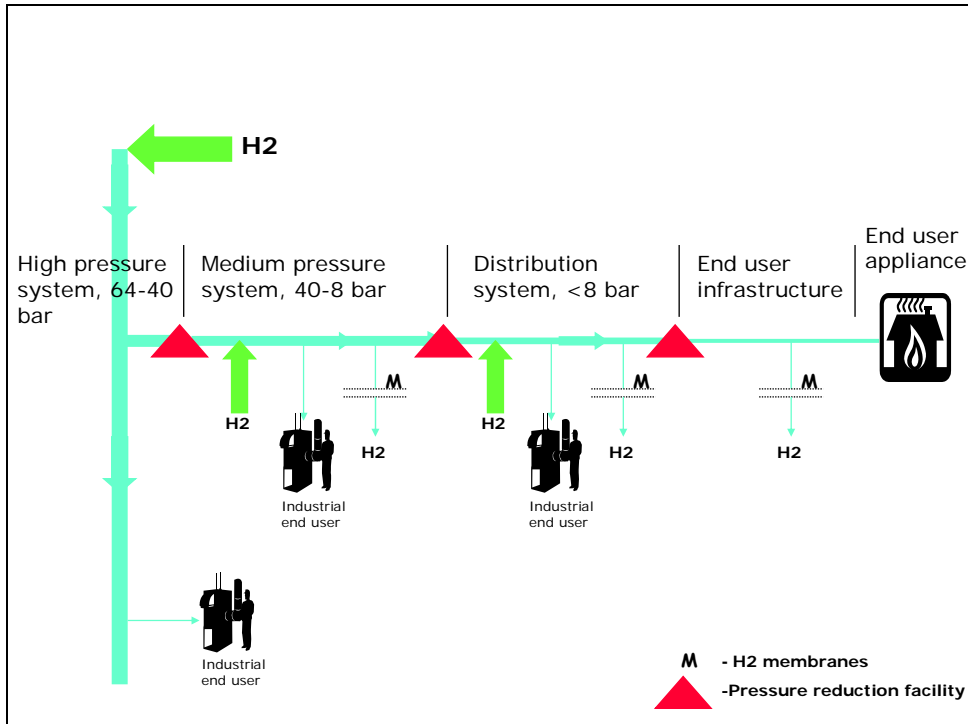 H2
High pressure
system, 64-40
bar
Medium pressure
system, 40-8 bar
Distribution
system, <8 bar
End user
infrastructure
End user
appliance
M
M
M
H2
H2
H2
H2
H2
Industrial
end user
Industrial
end user
Industrial
end user
M - H2 membranes
-Pressure reduction facility